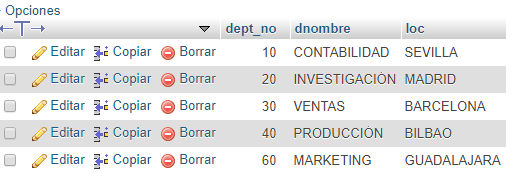 + Opciones
←T→ dept_no dnombre loc
Editar Copiar Borrar 10 CONTABILIDAD SEVILLA
Editar Copiar Borrar 20 INVESTIGACIÓN MADRID
Editar Copiar Borrar 30 VENTAS BARCELONA
Editar Copiar Borrar 40 PRODUCCIÓN BILBAO
Editar Copiar Borrar 60 MARKETING GUADALAJARA